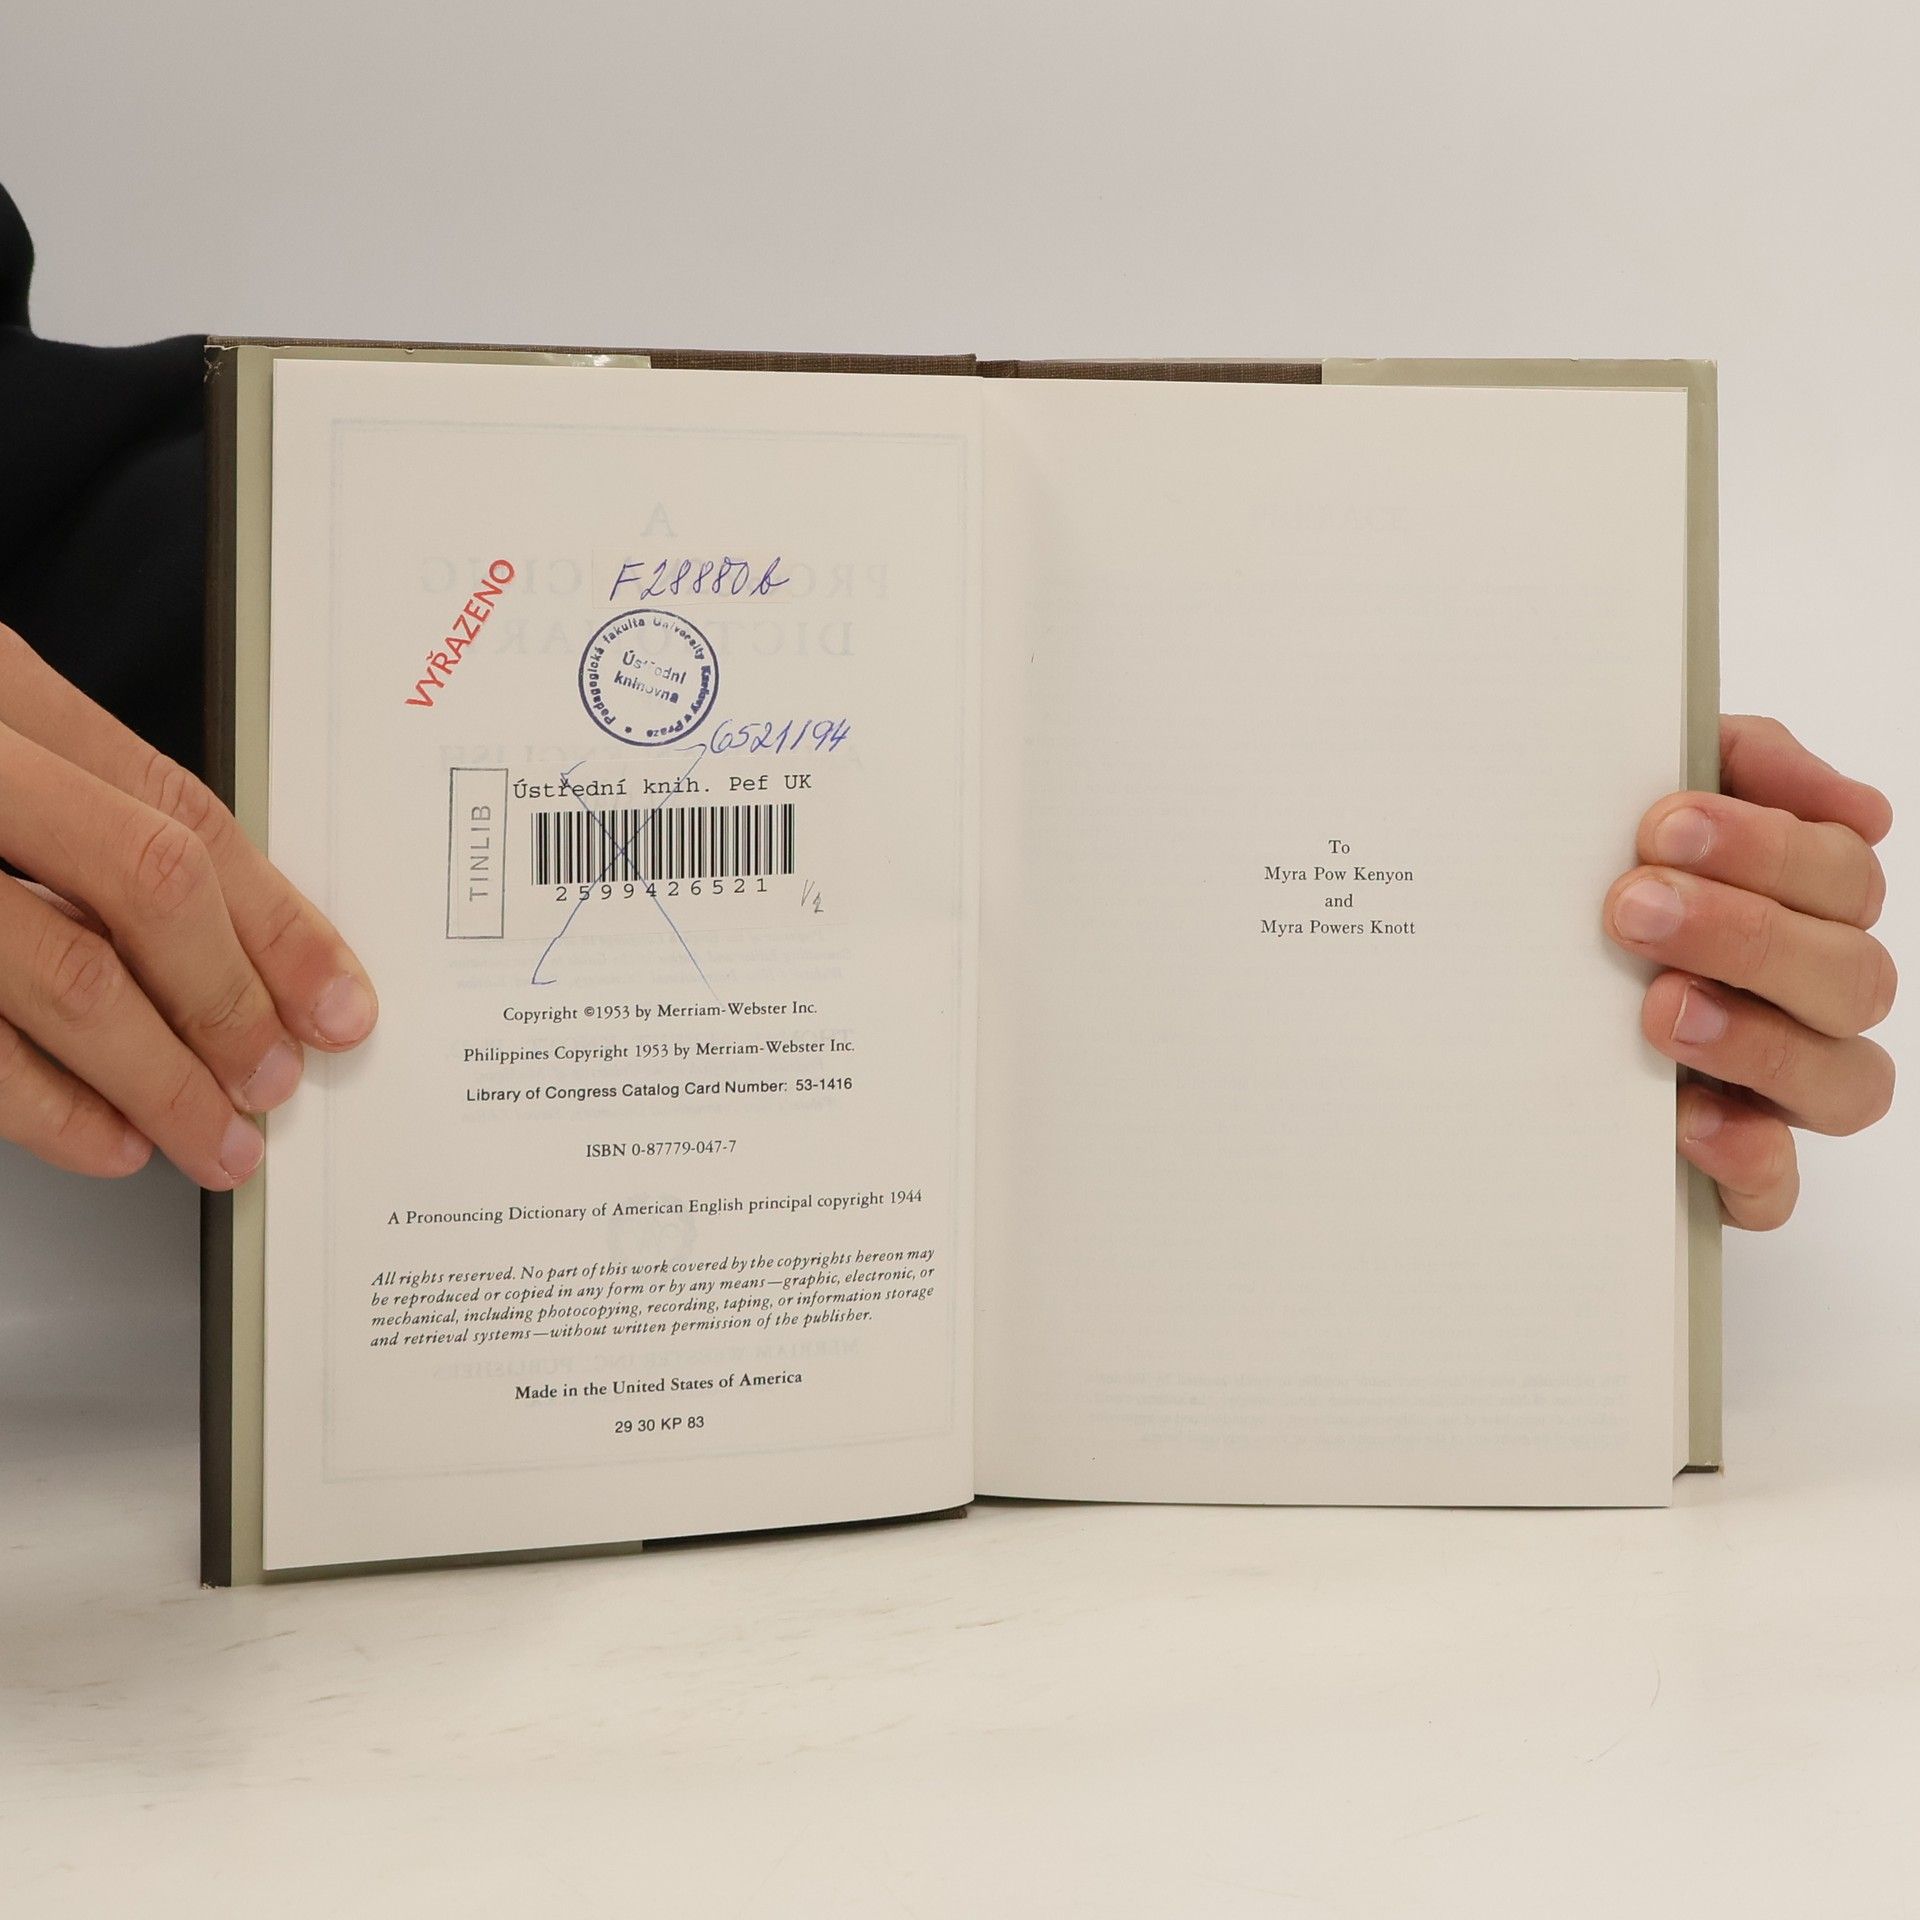 VYŘAZENO
F28880b
Pedagogická fakulta University Karlovy v Praze
Ústřední
knihovna
6521/94
TINLIB
Ústřední knih. Pef UK
2599426521
Copyright ©1953 by Merriam-Webster Inc.
Philippines Copyright 1953 by Merriam-Webster Inc.
Library of Congress Catalog Card Number: 53-1416
ISBN 0-87779-047-7
A Pronouncing Dictionary of American English principal copyright 1944
All rights reserved. No part of this work covered by the copyrights hereon may
be reproduced or copied in any form or by any means—graphic, electronic, or
mechanical, including photocopying, recording, taping, or information storage
and retrieval systems—without written permission of the publisher.
Made in the United States of America
29 30 KP 83
To
Myra Pow Kenyon
and
Myra Powers Knott